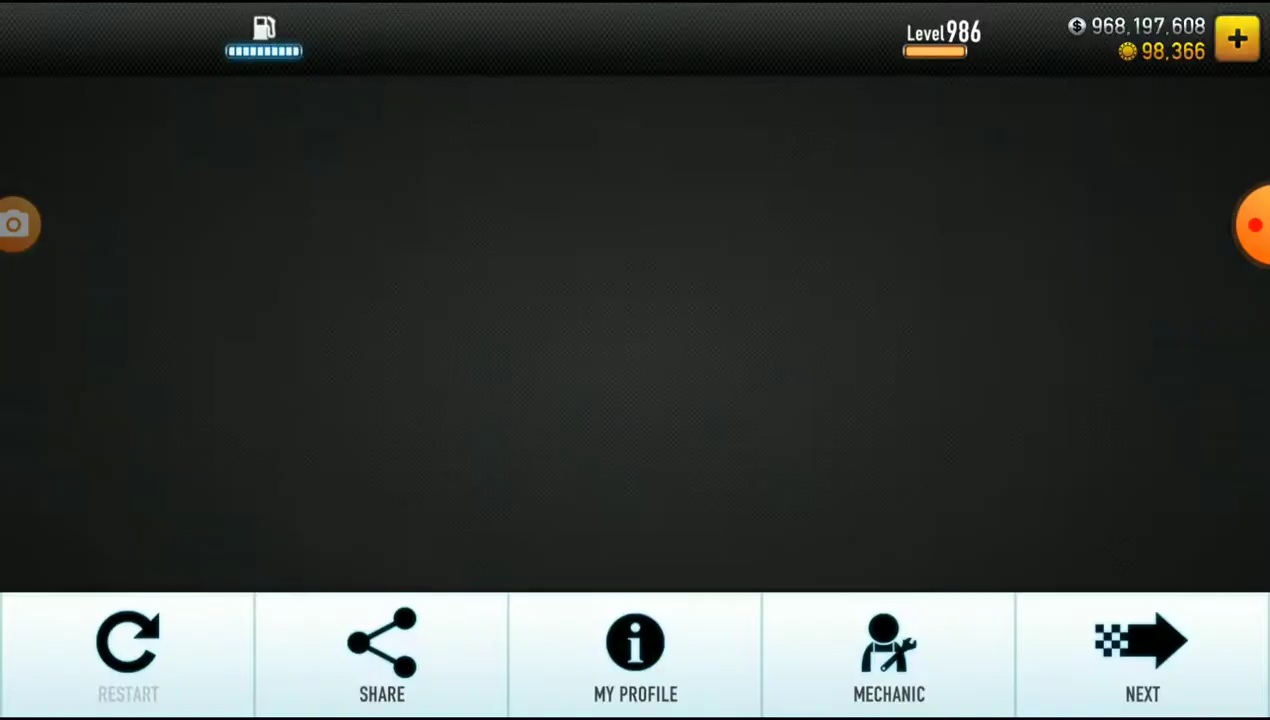 Level 986
968,197,608
98,366
RESTART
SHARE
MY PROFILE
MECHANIC
NEXT